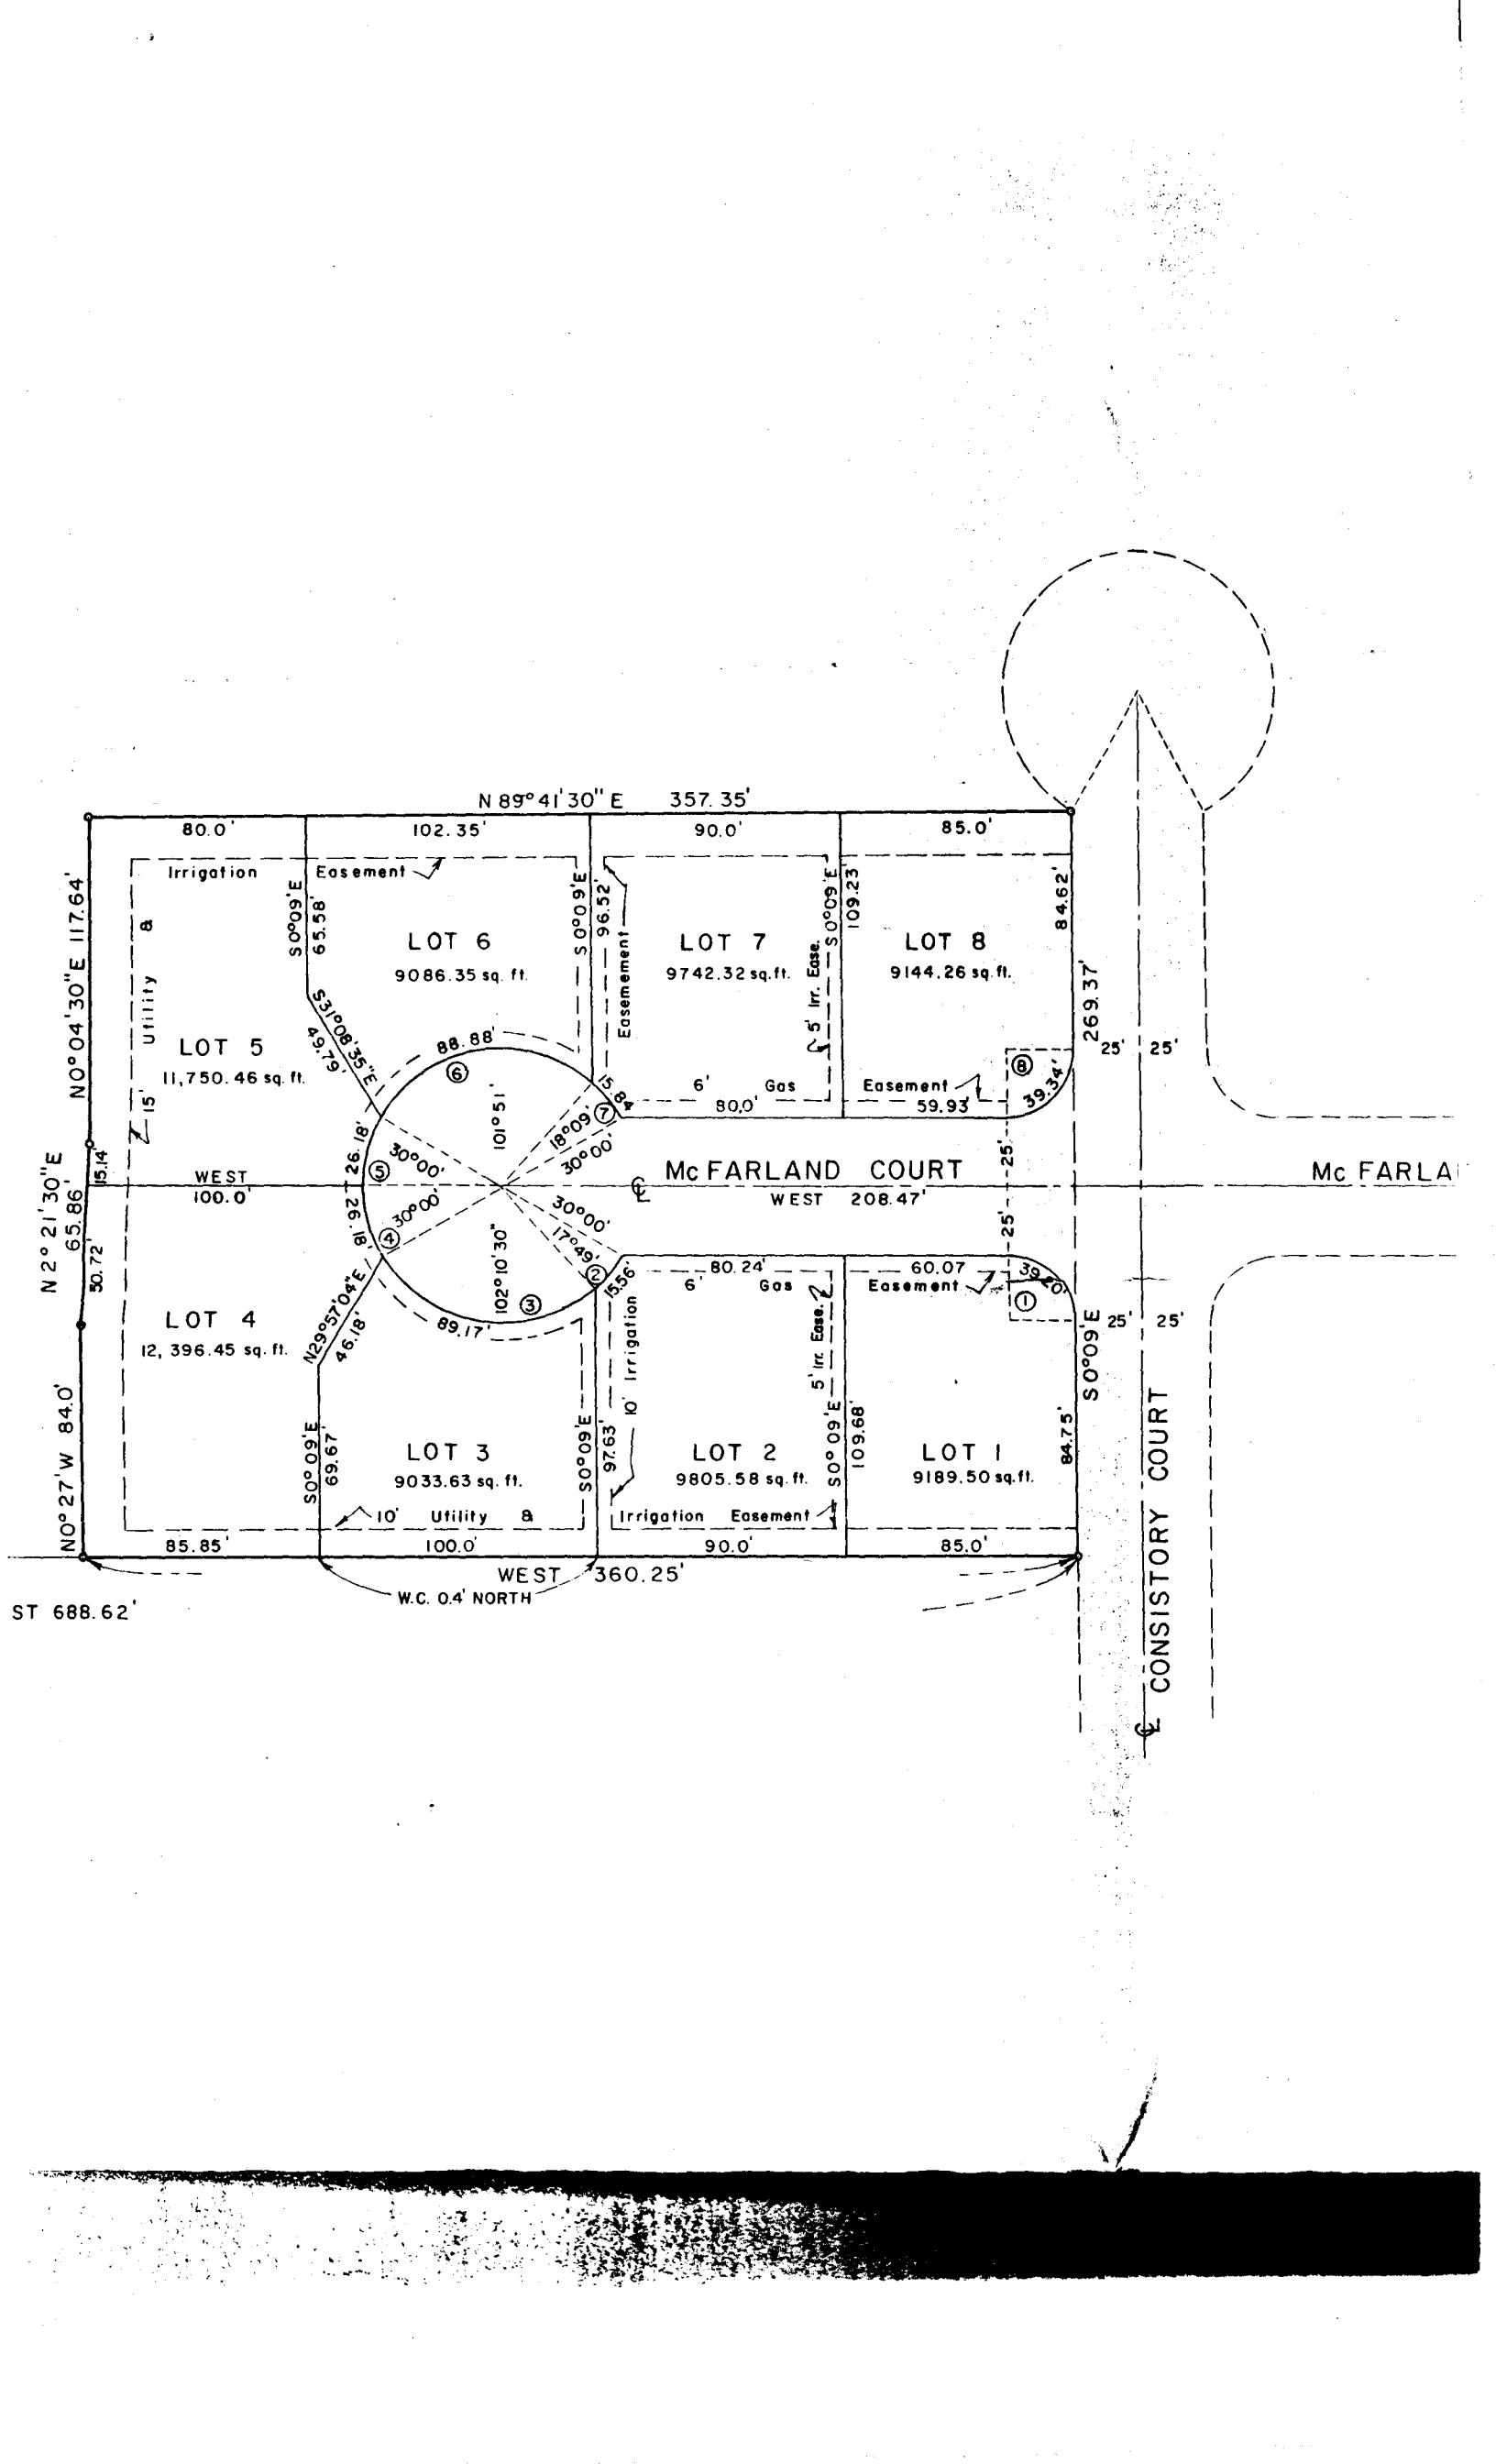 N 89°41'30" E 357.35'
80.0' 102.35' 90.0' 85.0'
Irrigation Easement
N0°04'30"E 117.64'
Utility &
15'
S0°09'E
65.58'
LOT 6
9086.35 sq. ft.
S0°09'E
96.52'
Easemement
LOT 7
9742.32 sq.ft.
5' Irr. Ease.
S0°09'E
109.23'
LOT 8
9144.26 sq.ft.
84.62'
269.37'
25' 25'
LOT 5
11,750.46 sq. ft.
S31°08'35"E
49.79'
88.88'
6
101°51'
15.84
7
18°09'
30°00'
6' Gas Easement
80.0' 59.93'
8
39.34'
26.18'
5
30°00'
15.14'
WEST
100.0'
N 2°21'30"E
65.86'
50.72'
McFARLAND COURT
WEST 208.47'
℄
25'
25'
Mc FARLA
26.18'
4
30°00'
30°00'
17°49'
2
15.56'
102°10'30"
3
89.17'
80.24' 60.07
6' Gas Easement
39.20'
1
25' 25'
S0°09'E
LOT 4
12,396.45 sq. ft.
N29°57'04"E
46.18'
10' Irrigation
5' Irr. Ease.
N0°27'W 84.0'
S0°09'E
69.67'
LOT 3
9033.63 sq. ft.
S0°09'E
97.63'
LOT 2
9805.58 sq. ft.
S0°09'E
109.68'
LOT 1
9189.50 sq.ft.
84.75'
10' Utility & Irrigation Easement
85.85' 100.0' 90.0' 85.0'
WEST 360.25'
W.C. 0.4' NORTH
ST 688.62'
℄ CONSISTORY COURT